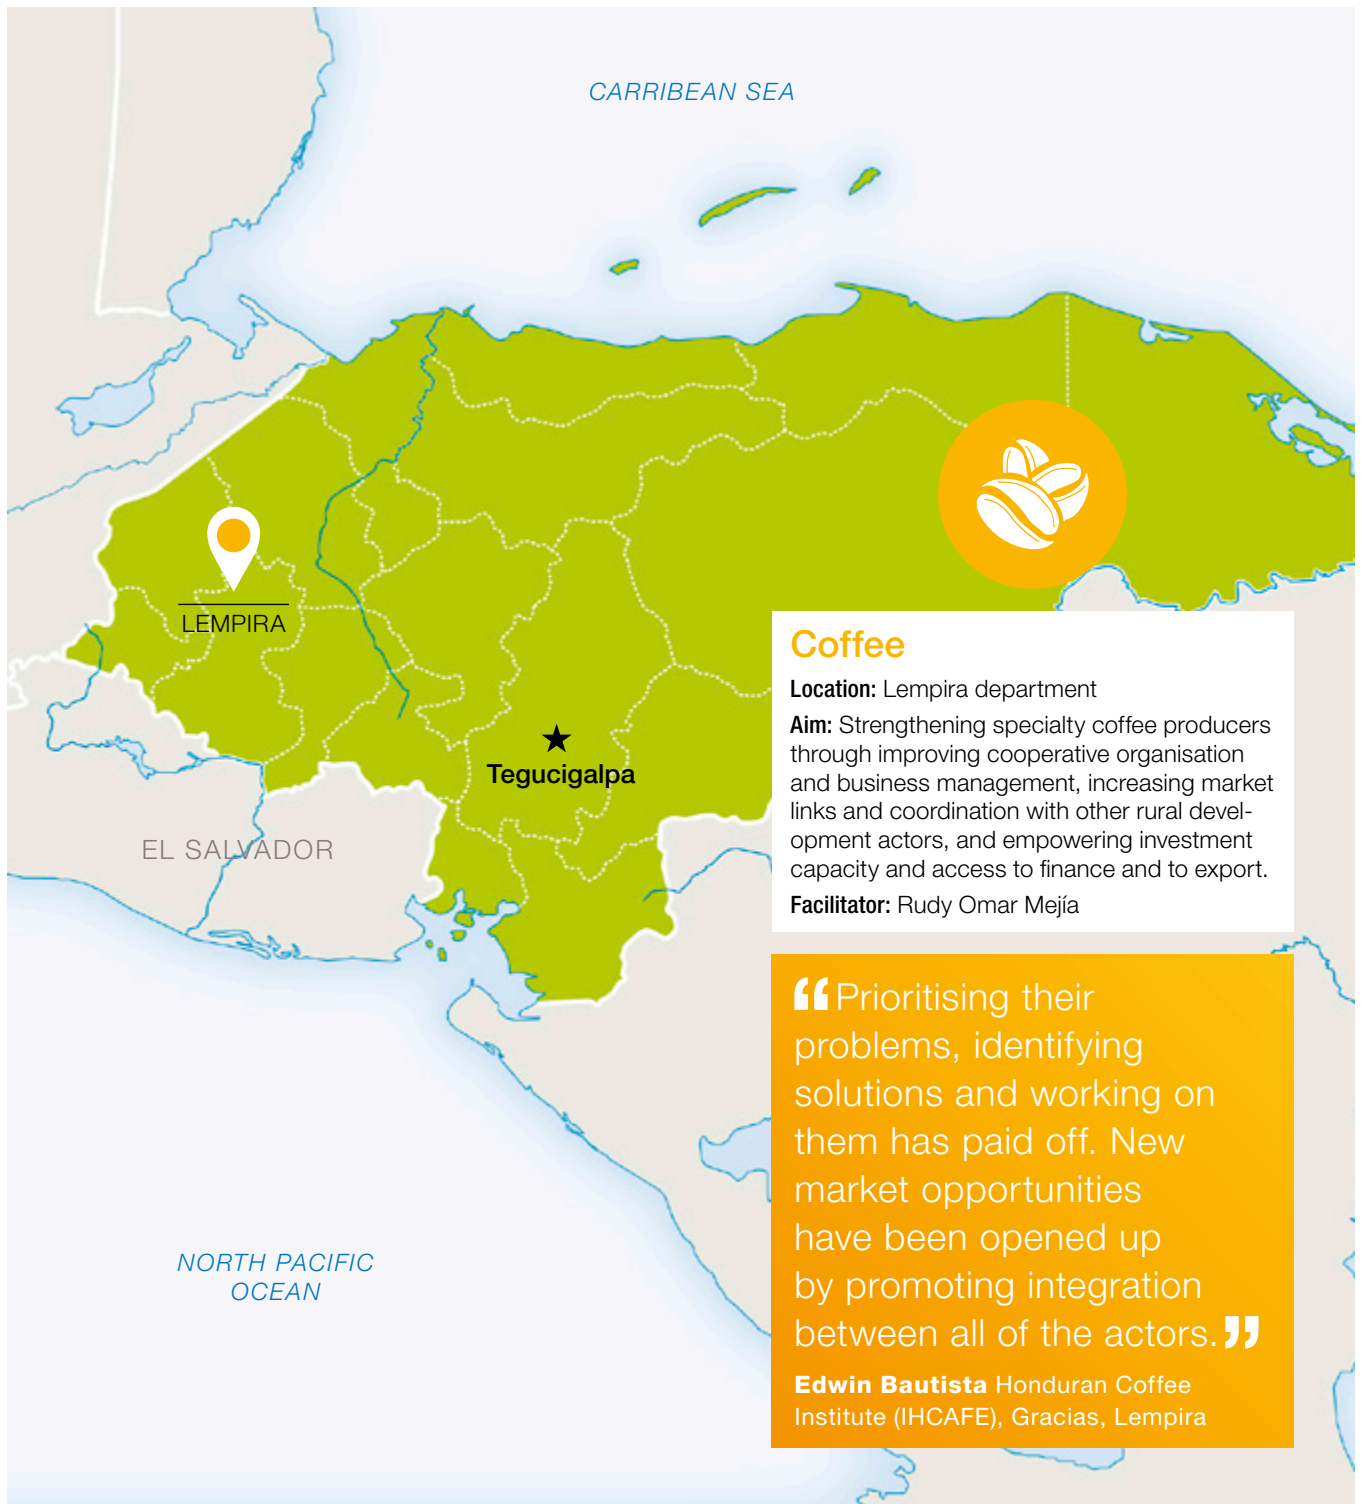 CARRIBEAN SEA
LEMPIRA
Tegucigalpa
EL SALVADOR
NORTH PACIFIC
OCEAN
Coffee
Location: Lempira department
Aim: Strengthening specialty coffee producers
through improving cooperative organisation
and business management, increasing market
links and coordination with other rural devel-
opment actors, and empowering investment
capacity and access to finance and to export.
Facilitator: Rudy Omar Mejía
“Prioritising their
problems, identifying
solutions and working on
them has paid off. New
market opportunities
have been opened up
by promoting integration
between all of the actors.”
Edwin Bautista Honduran Coffee
Institute (IHCAFE), Gracias, Lempira